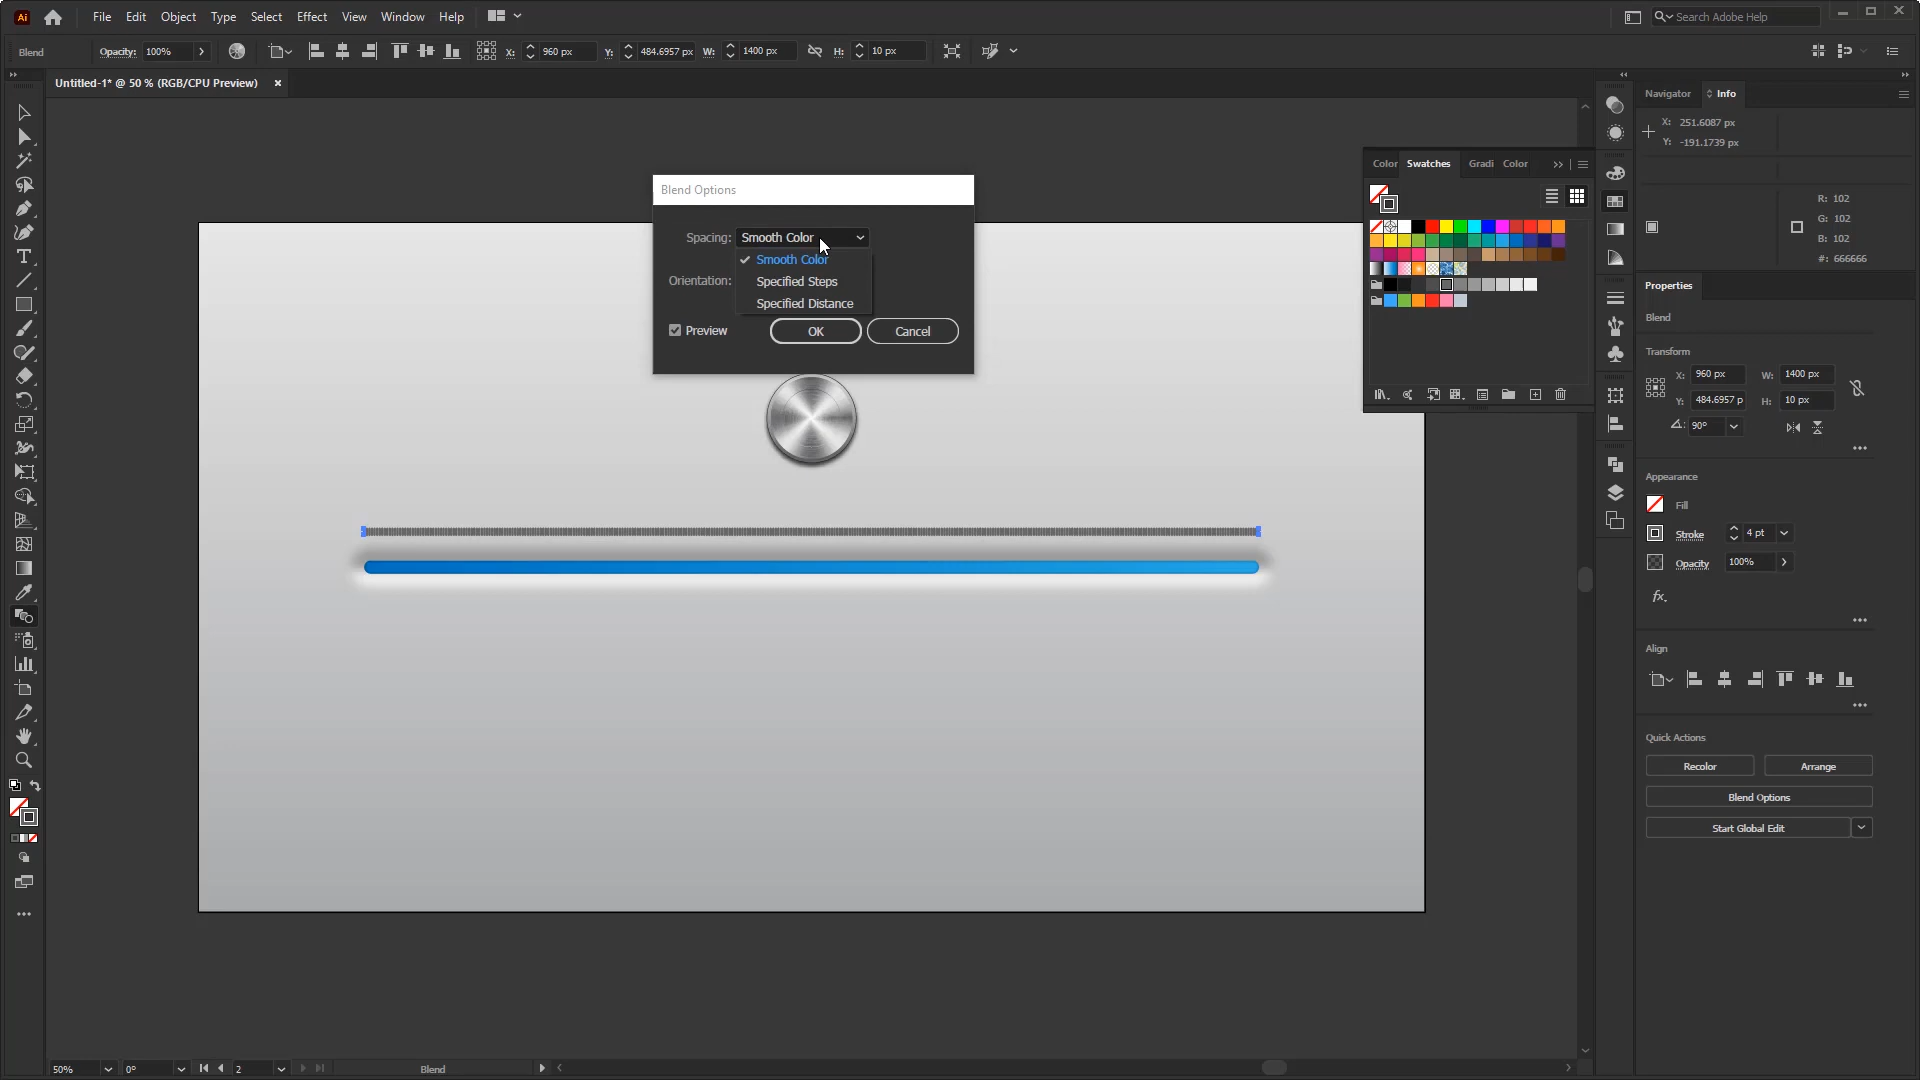 Ai
File Edit Object Type Select Effect View Window Help
Search Adobe Help
Blend Opacity: 100% X: 960 px Y: 484.6957 px W: 1400 px H: 10 px
Untitled-1* @ 50 % (RGB/CPU Preview) ×
Navigator Info
X: 251.6087 px
Y: -191.1739 px
R: 102
G: 102
B: 102
#: 666666
Color Swatches Gradi Color
Blend Options
Spacing: Smooth Color
Smooth Color
Specified Steps
Specified Distance
Orientation:
Preview OK Cancel
Properties
Blend
Transform
X: 960 px W: 1400 px
Y: 484.6957 p H: 10 px
90°
Appearance
Fill
Stroke 4 pt
Opacity 100%
fx.
Align
Quick Actions
Recolor Arrange
Blend Options
Start Global Edit
50% 0° 2 Blend